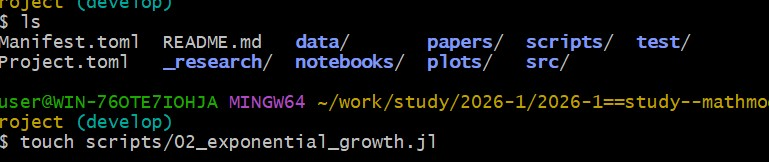 project (develop)
$ ls
Manifest.toml  README.md  data/  papers/  scripts/  test/
Project.toml  _research/  notebooks/  plots/  src/
user@WIN-76OTE7IOHJA MINGW64 ~/work/study/2026-1/2026-1==study--mathmod
roject (develop)
$ touch scripts/02_exponential_growth.jl